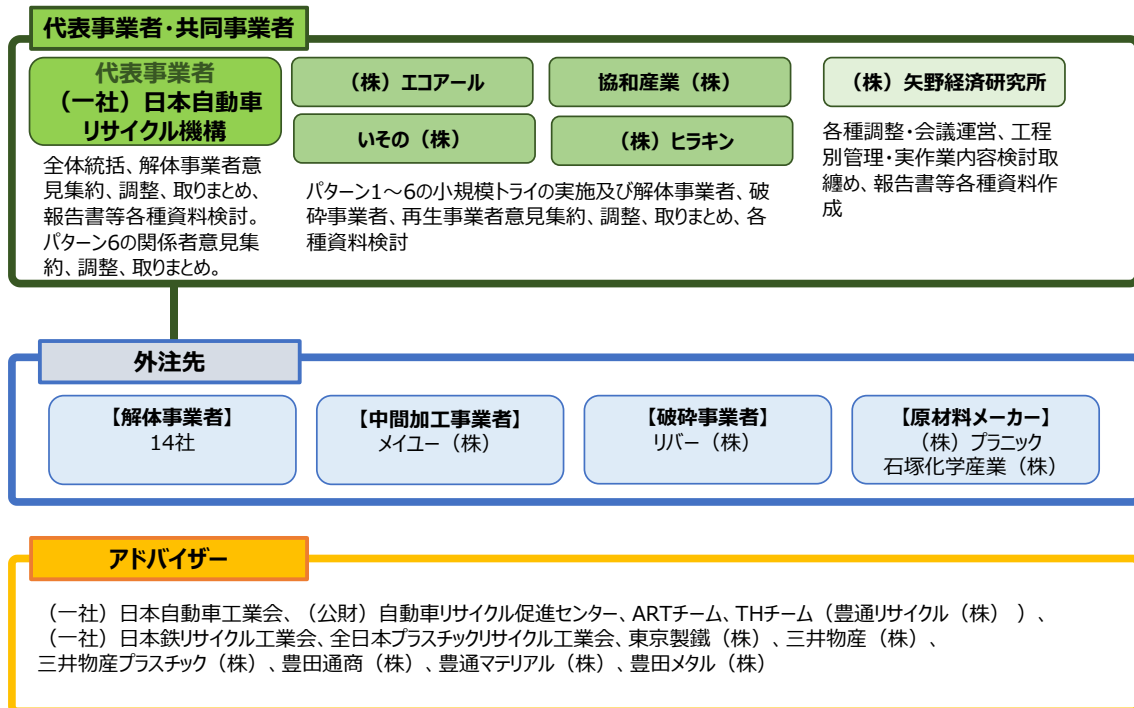 代表事業者・共同事業者
代表事業者
（一社）日本自動車
リサイクル機構
全体統括、解体事業者意
見集約、調整、取りまとめ、
報告書等各種資料検討。
パターン6の関係者意見集
約、調整、取りまとめ。
（株）エコアール
協和産業（株）
いその（株）
（株）ヒラキン
パターン1～6の小規模トライの実施及び解体事業者、破
砕事業者、再生事業者意見集約、調整、取りまとめ、各
種資料検討
（株）矢野経済研究所
各種調整・会議運営、工程
別管理・実作業内容検討取
纏め、報告書等各種資料作
成
外注先
【解体事業者】
14社
【中間加工事業者】
メイユー（株）
【破砕事業者】
リバー（株）
【原材料メーカー】
（株）プラニック
石塚化学産業（株）
アドバイザー
（一社）日本自動車工業会、（公財）自動車リサイクル促進センター、ARTチーム、THチーム（豊通リサイクル（株））、
（一社）日本鉄リサイクル工業会、全日本プラスチックリサイクル工業会、東京製鐵（株）、三井物産（株）、
三井物産プラスチック（株）、豊田通商（株）、豊通マテリアル（株）、豊田メタル（株）